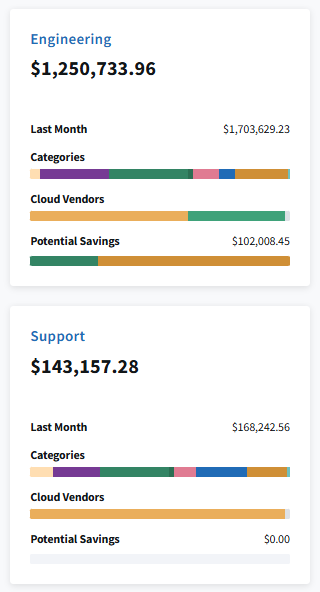 Engineering
$1,250,733.96
Last Month $1,703,629.23
Categories
Cloud Vendors
Potential Savings $102,008.45
Support
$143,157.28
Last Month $168,242.56
Categories
Cloud Vendors
Potential Savings $0.00